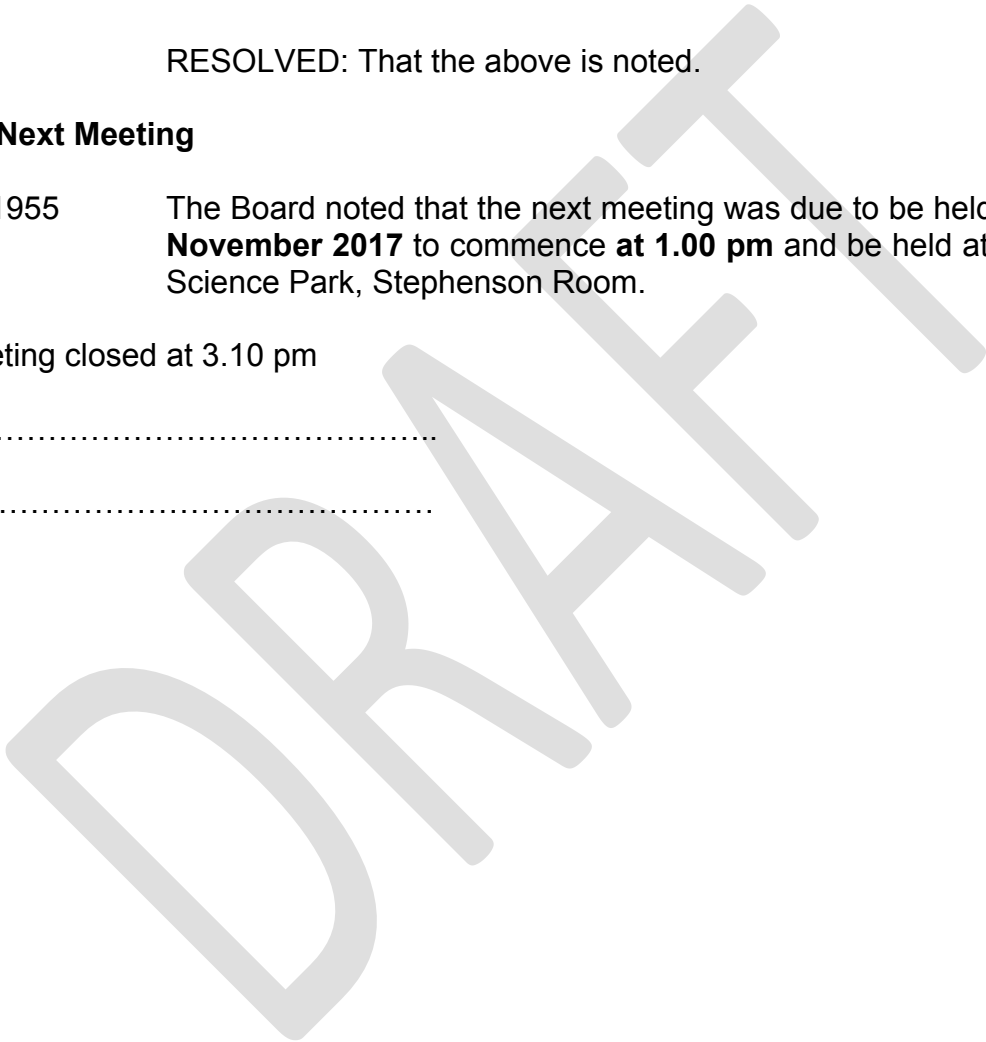 RESOLVED: That the above is noted.
Next Meeting
1955 The Board noted that the next meeting was due to be held
November 2017 to commence at 1.00 pm and be held at
Science Park, Stephenson Room.
eting closed at 3.10 pm
……………………………………..
……………………………………
DRAFT